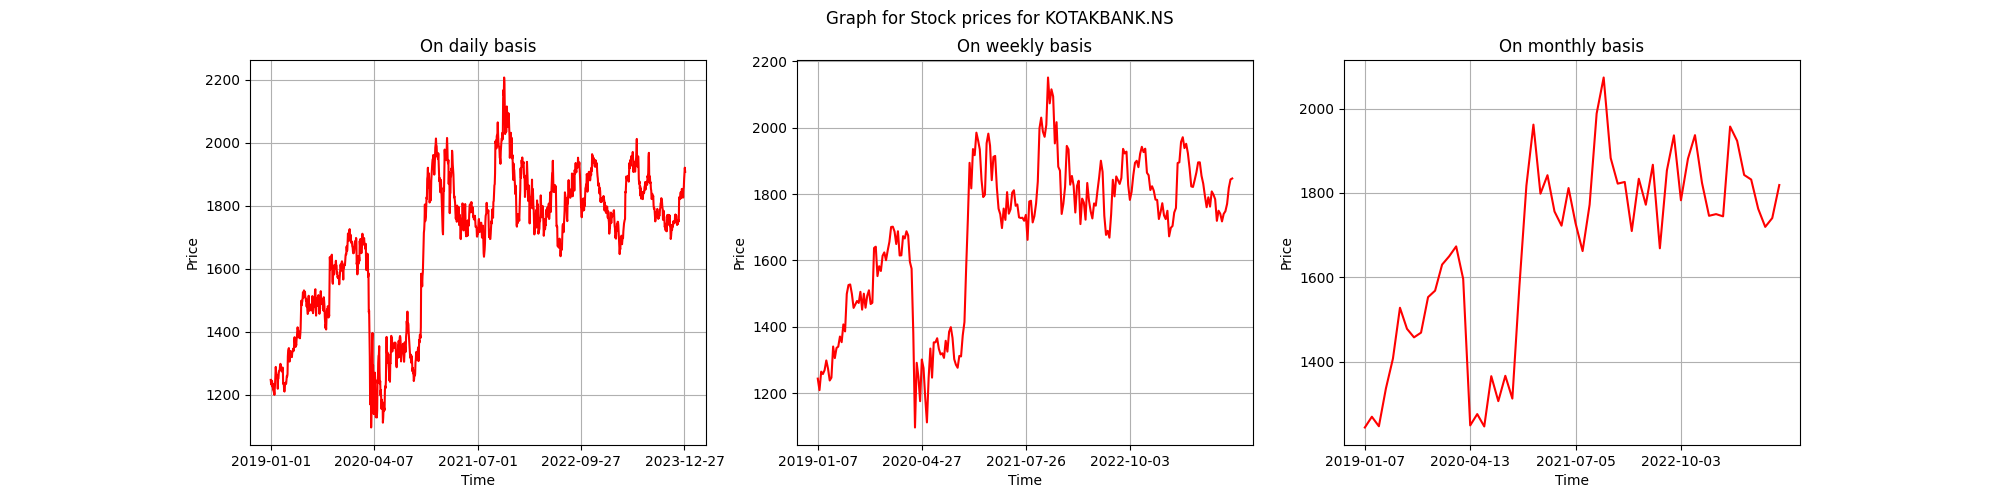 Graph for Stock prices for KOTAKBANK.NS
On daily basis
2200
2000
1800
1600
1400
1200
Price
2019-01-01 2020-04-07 2021-07-01 2022-09-27 2023-12-27
Time
On weekly basis
2200
2000
1800
1600
1400
1200
Price
2019-01-07 2020-04-27 2021-07-26 2022-10-03
Time
On monthly basis
2000
1800
1600
1400
Price
2019-01-07 2020-04-13 2021-07-05 2022-10-03
Time